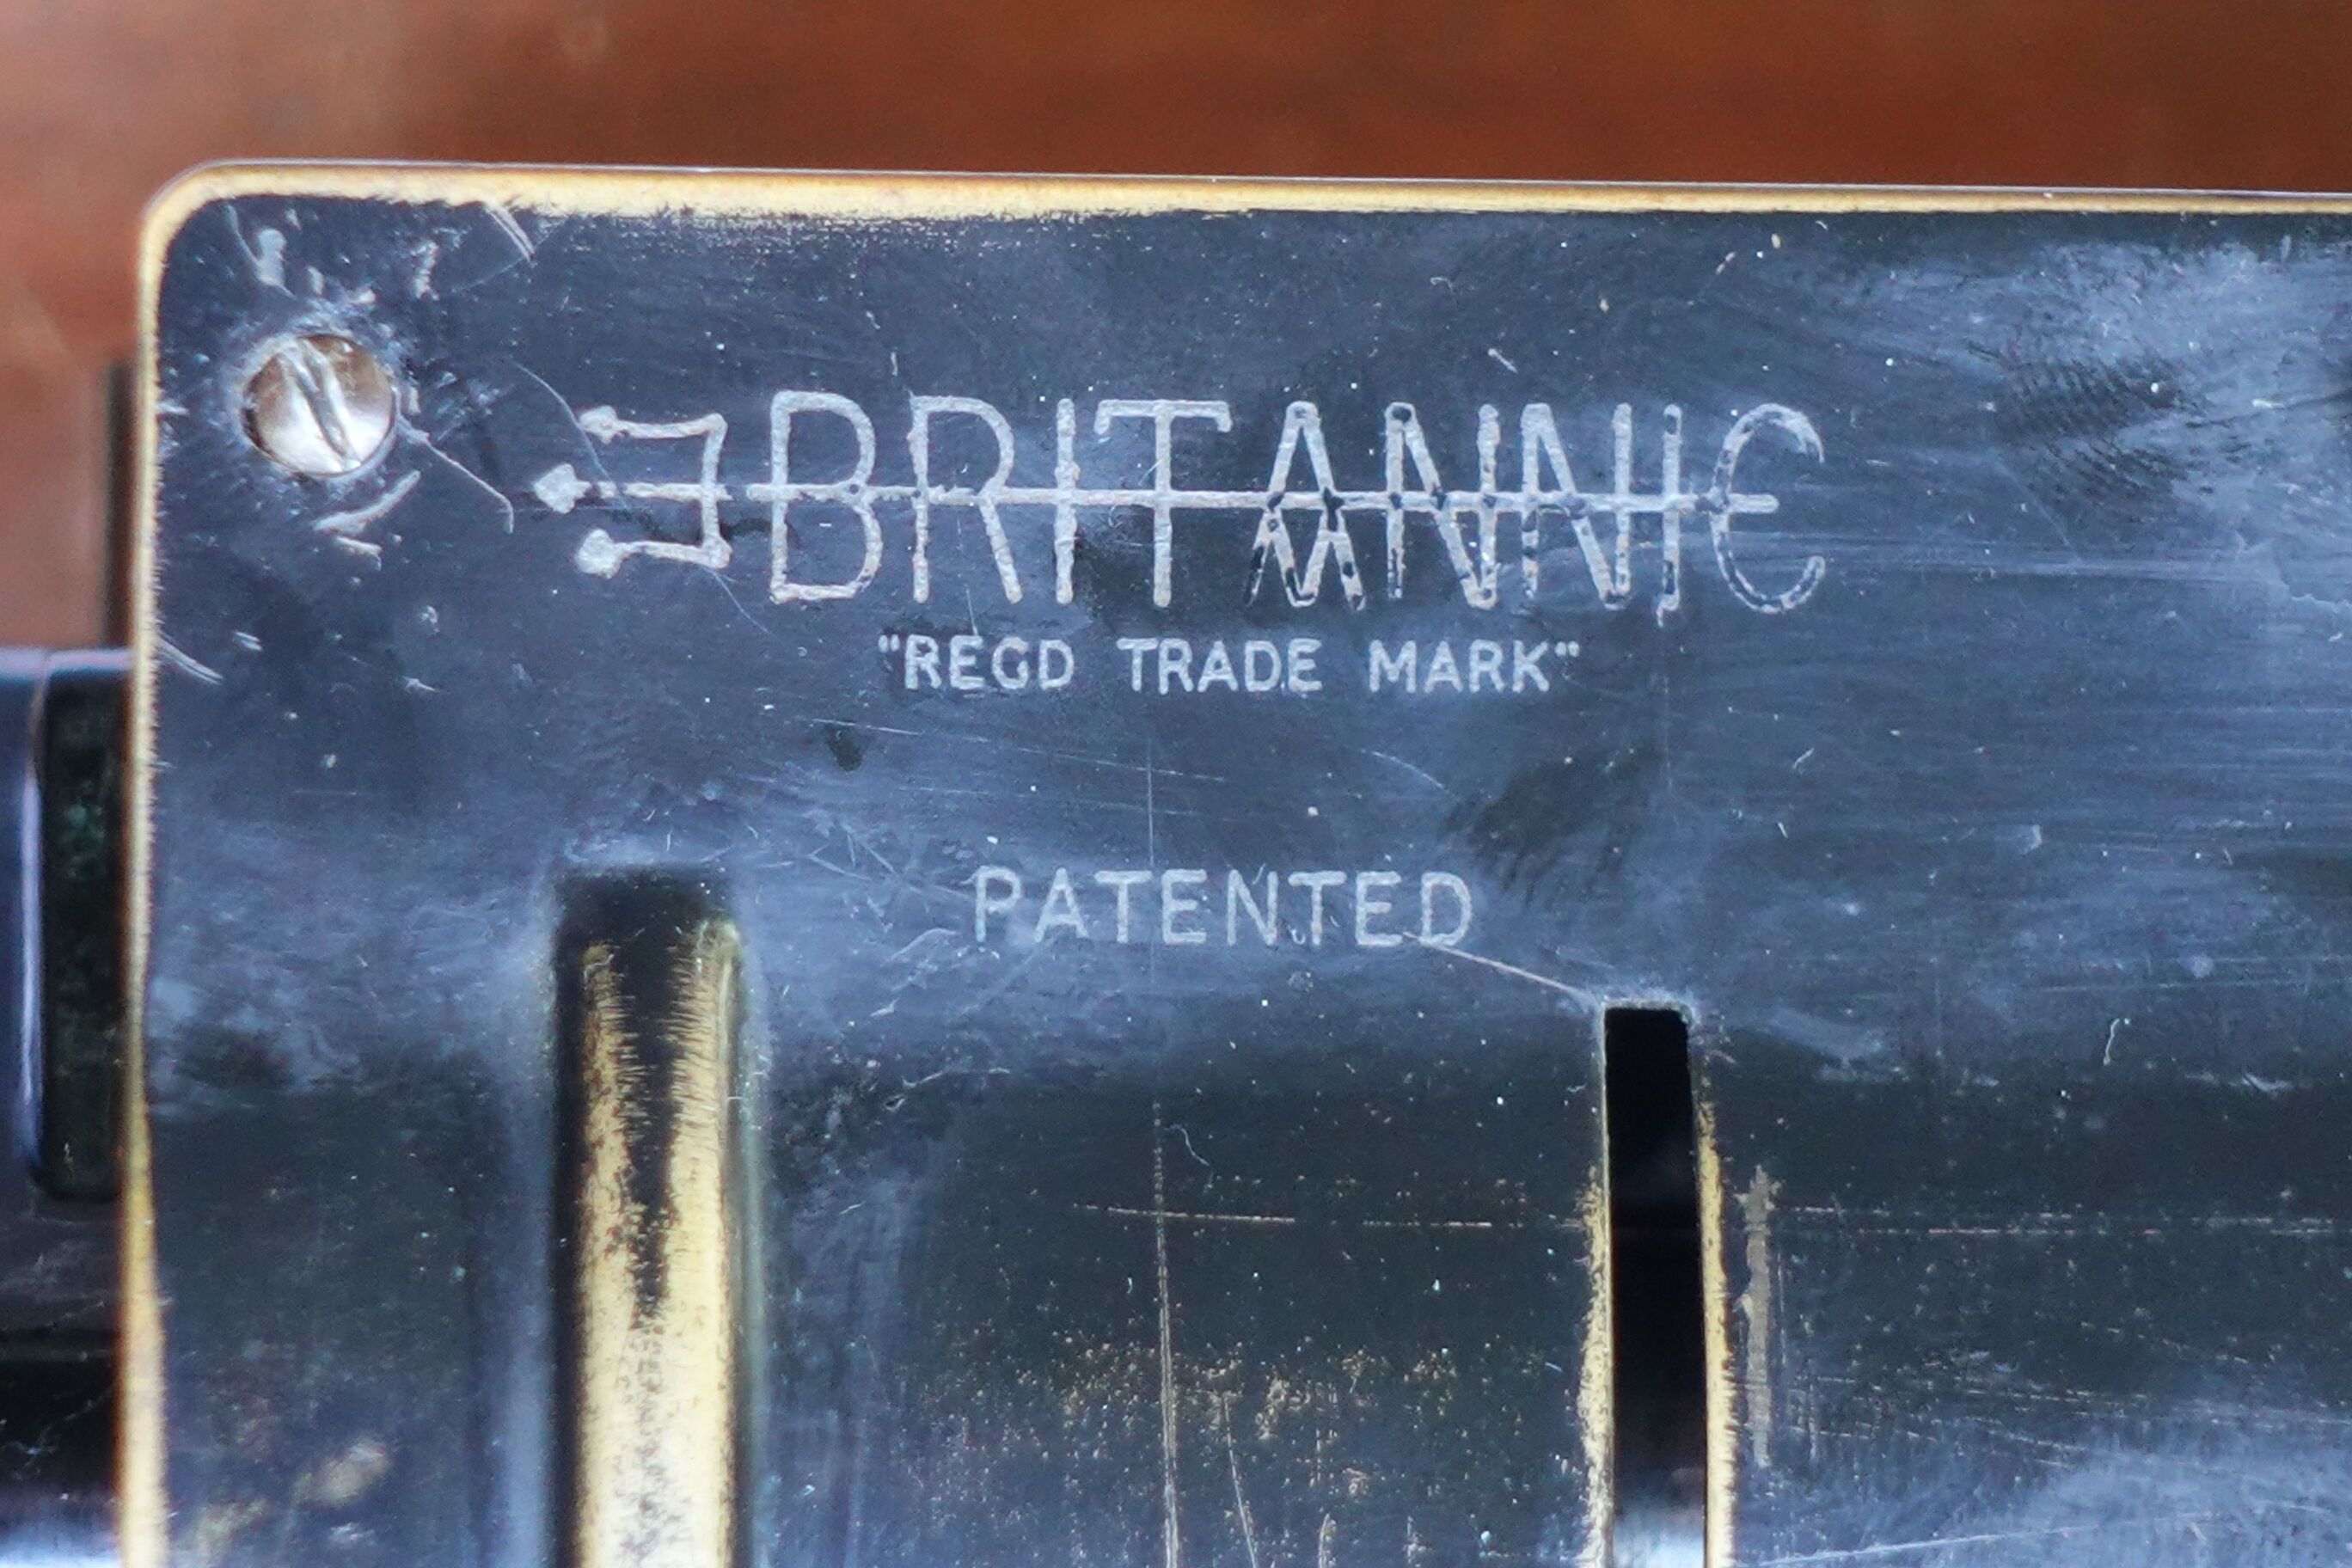 BRITANNIC
"REGD TRADE MARK"
PATENTED